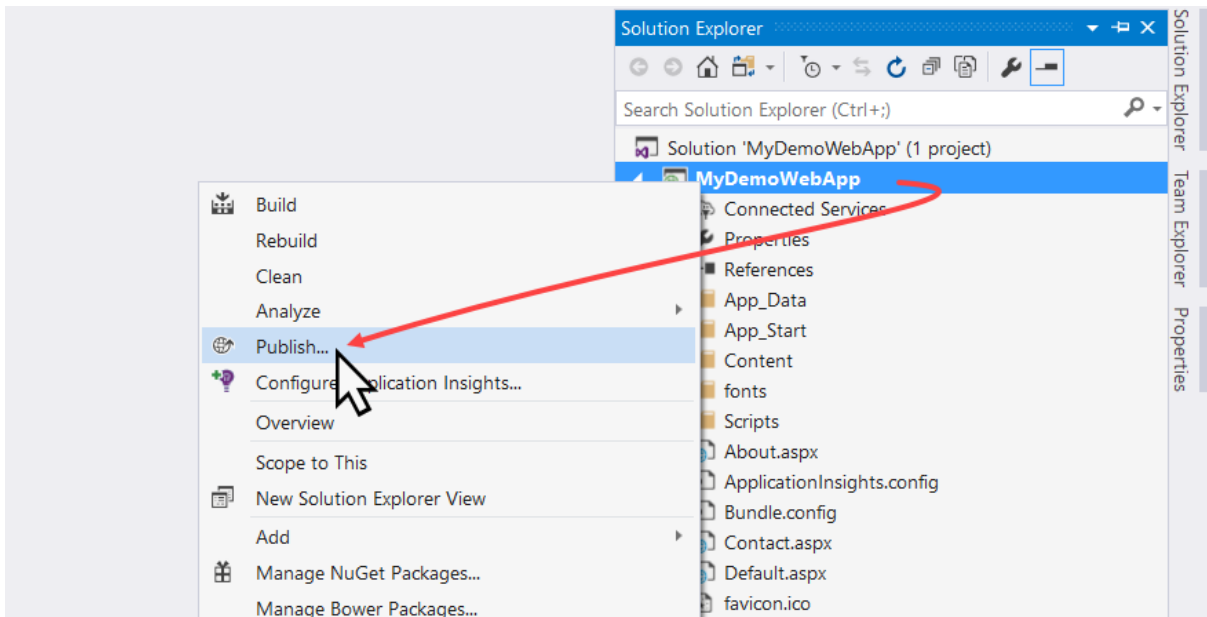 Solution Explorer
Search Solution Explorer (Ctrl+;)
Solution 'MyDemoWebApp' (1 project)
MyDemoWebApp
Connected Services
Properties
References
App_Data
App_Start
Content
fonts
Scripts
About.aspx
ApplicationInsights.config
Bundle.config
Contact.aspx
Default.aspx
favicon.ico
Build
Rebuild
Clean
Analyze
Publish...
Configure Application Insights...
Overview
Scope to This
New Solution Explorer View
Add
Manage NuGet Packages...
Manage Bower Packages...
Solution Explorer
Team Explorer
Properties